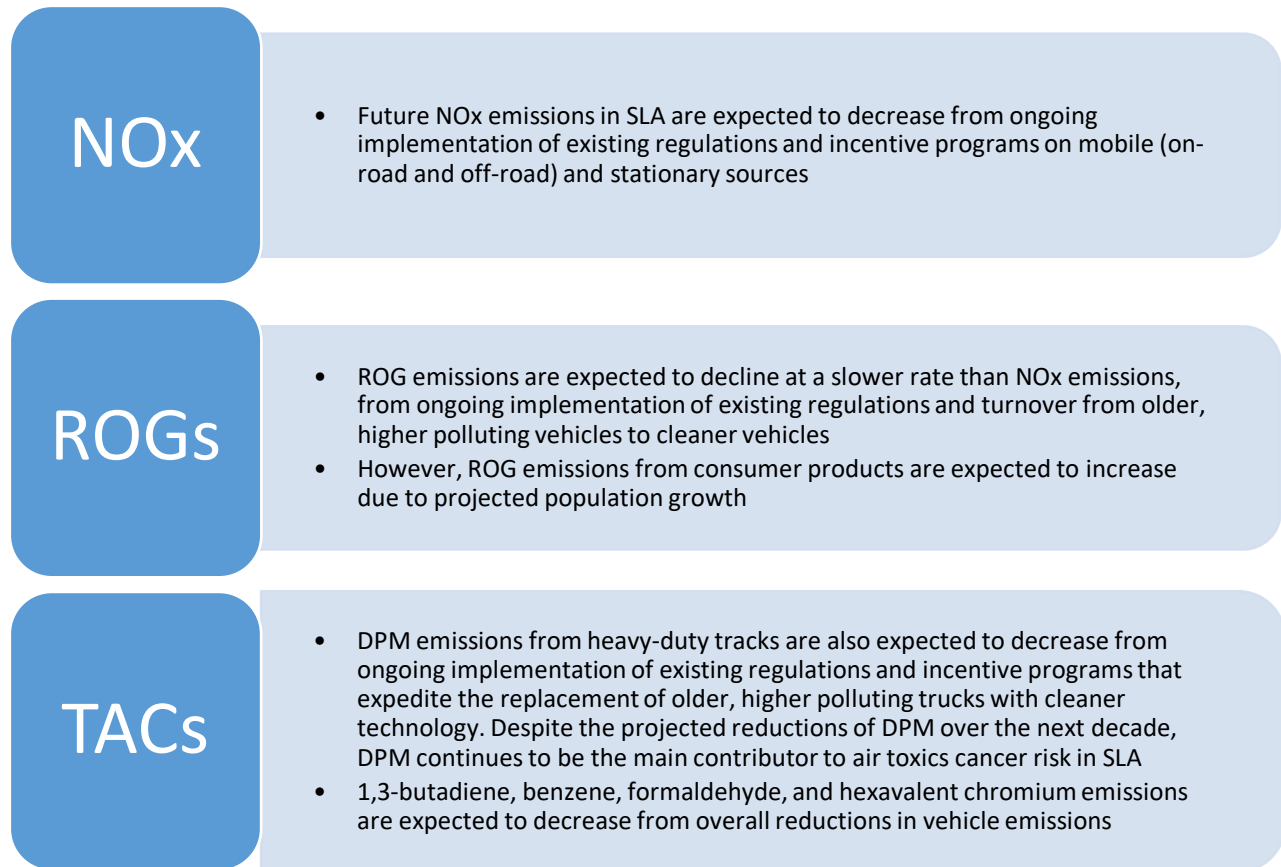 NOx
• Future NOx emissions in SLA are expected to decrease from ongoing
implementation of existing regulations and incentive programs on mobile (on-
road and off-road) and stationary sources
ROGs
• ROG emissions are expected to decline at a slower rate than NOx emissions,
from ongoing implementation of existing regulations and turnover from older,
higher polluting vehicles to cleaner vehicles
• However, ROG emissions from consumer products are expected to increase
due to projected population growth
TACs
• DPM emissions from heavy-duty tracks are also expected to decrease from
ongoing implementation of existing regulations and incentive programs that
expedite the replacement of older, higher polluting trucks with cleaner
technology. Despite the projected reductions of DPM over the next decade,
DPM continues to be the main contributor to air toxics cancer risk in SLA
• 1,3-butadiene, benzene, formaldehyde, and hexavalent chromium emissions
are expected to decrease from overall reductions in vehicle emissions